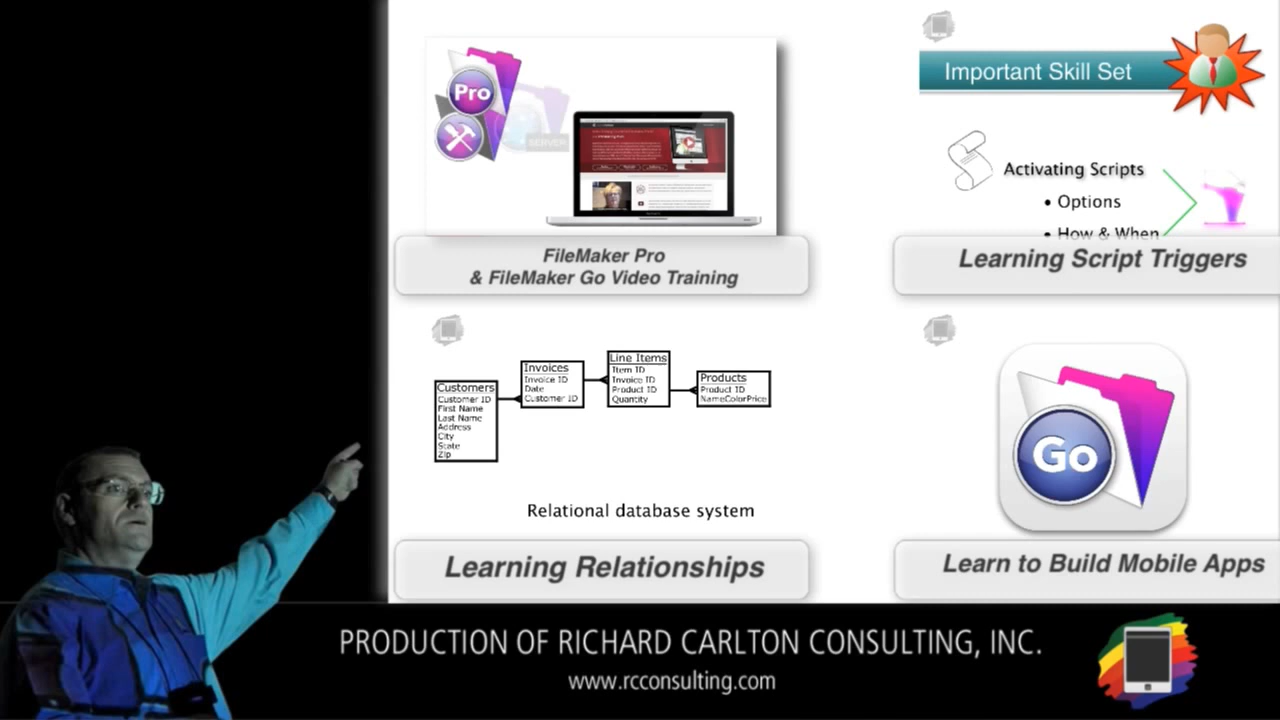 Pro
SERVER
FileMaker Pro
& FileMaker Go Video Training
Important Skill Set
Activating Scripts
• Options
• How & When
Learning Script Triggers
Customers
Customer ID
First Name
Last Name
Address
City
State
Zip
Invoices
Invoice ID
Date
Customer ID
Line Items
Item ID
Invoice ID
Product ID
Quantity
Products
Product ID
NameColorPrice
Relational database system
Learning Relationships
Go
Learn to Build Mobile Apps
PRODUCTION OF RICHARD CARLTON CONSULTING, INC.
www.rcconsulting.com